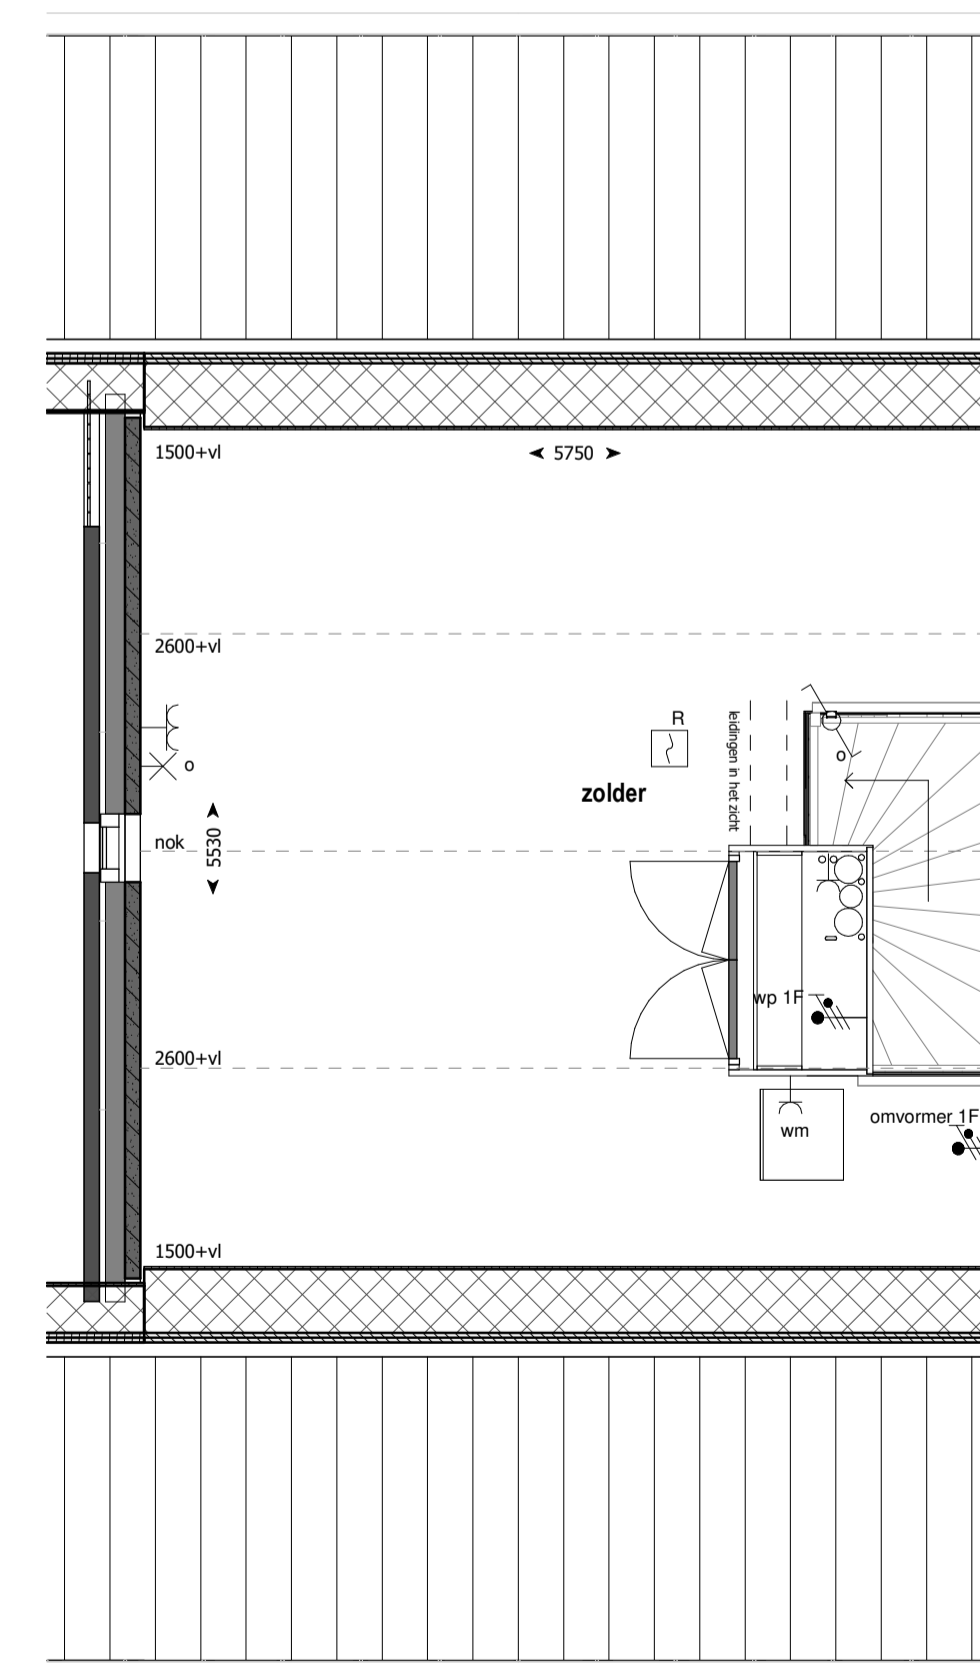 1500+vl
5750
2600+vl
R
leidingen in het zicht
o
o
zolder
nok
5530
wp 1F
2600+vl
omvormer 1F
wm
1500+vl